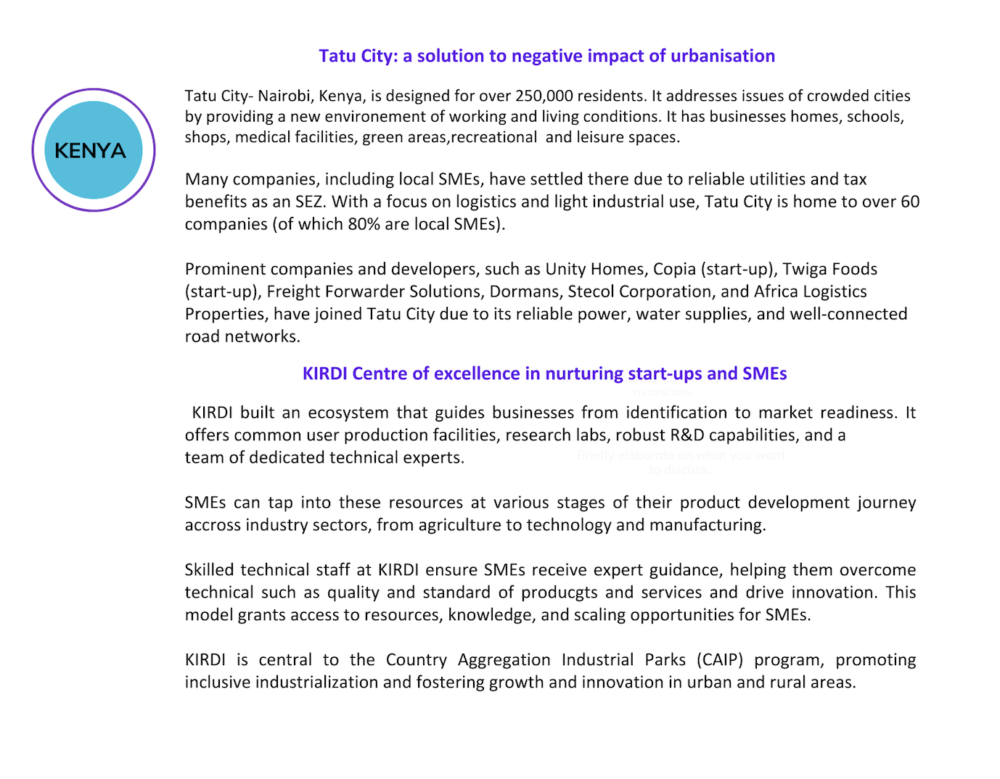 Tatu City: a solution to negative impact of urbanisation
KENYA
Tatu City- Nairobi, Kenya, is designed for over 250,000 residents. It addresses issues of crowded cities
by providing a new environement of working and living conditions. It has businesses homes, schools,
shops, medical facilities, green areas,recreational  and leisure spaces.
Many companies, including local SMEs, have settled there due to reliable utilities and tax
benefits as an SEZ. With a focus on logistics and light industrial use, Tatu City is home to over 60
companies (of which 80% are local SMEs).
Prominent companies and developers, such as Unity Homes, Copia (start-up), Twiga Foods
(start-up), Freight Forwarder Solutions, Dormans, Stecol Corporation, and Africa Logistics
Properties, have joined Tatu City due to its reliable power, water supplies, and well-connected
road networks.
KIRDI Centre of excellence in nurturing start-ups and SMEs
to discuss
KIRDI built an ecosystem that guides businesses from identification to market readiness. It
offers common user production facilities, research labs, robust R&D capabilities, and a
team of dedicated technical experts.
Briefly elaborate on what you want
to discuss.
SMEs can tap into these resources at various stages of their product development journey
accross industry sectors, from agriculture to technology and manufacturing.
Skilled technical staff at KIRDI ensure SMEs receive expert guidance, helping them overcome
technical such as quality and standard of producgts and services and drive innovation. This
model grants access to resources, knowledge, and scaling opportunities for SMEs.
KIRDI is central to the Country Aggregation Industrial Parks (CAIP) program, promoting
inclusive industrialization and fostering growth and innovation in urban and rural areas.